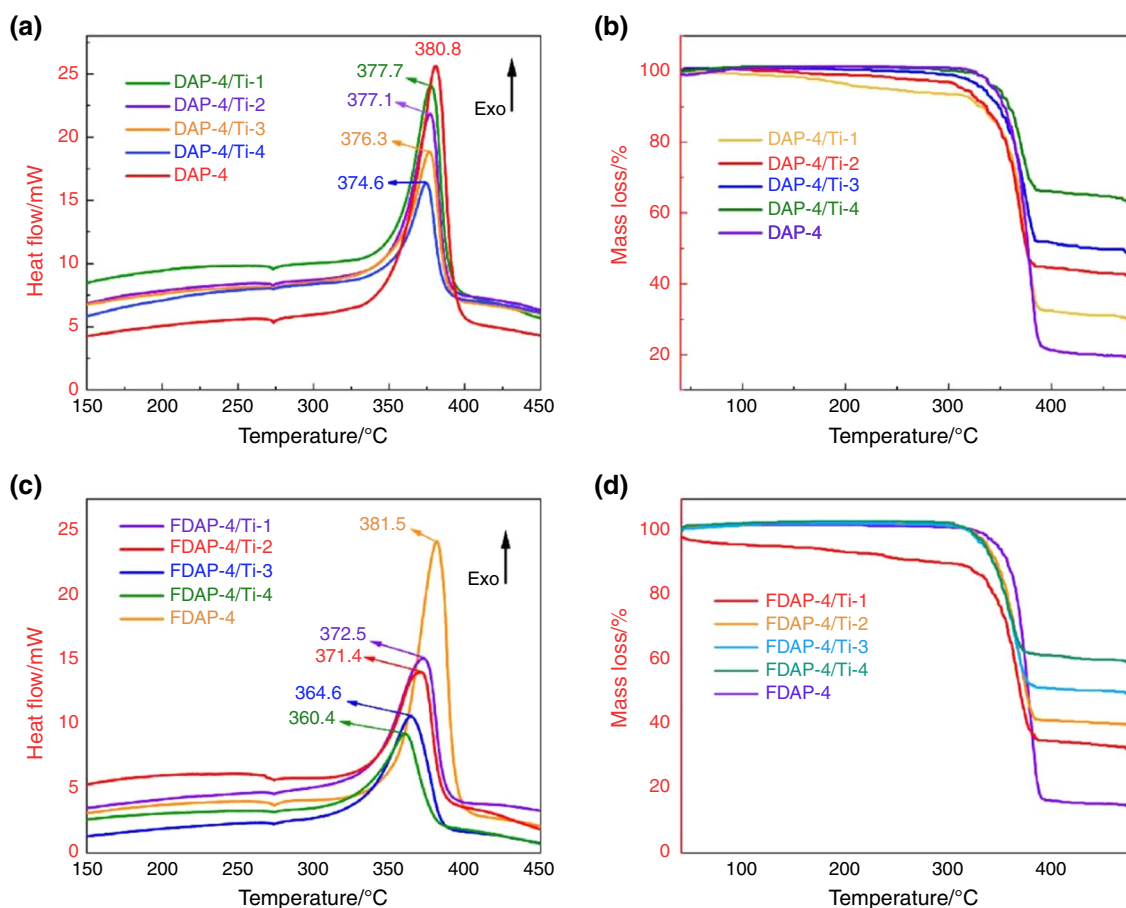 (a)
Heat flow/mW
25
20
15
10
5
0
DAP-4/Ti-1
DAP-4/Ti-2
DAP-4/Ti-3
DAP-4/Ti-4
DAP-4
380.8
377.7
377.1
376.3
374.6
Exo
150 200 250 300 350 400 450
Temperature/°C
(b)
Mass loss/%
100
80
60
40
20
DAP-4/Ti-1
DAP-4/Ti-2
DAP-4/Ti-3
DAP-4/Ti-4
DAP-4
100 200 300 400
Temperature/°C
(c)
Heat flow/mW
25
20
15
10
5
0
FDAP-4/Ti-1
FDAP-4/Ti-2
FDAP-4/Ti-3
FDAP-4/Ti-4
FDAP-4
381.5
372.5
371.4
364.6
360.4
Exo
150 200 250 300 350 400 450
Temperature/°C
(d)
Mass loss/%
100
80
60
40
20
0
FDAP-4/Ti-1
FDAP-4/Ti-2
FDAP-4/Ti-3
FDAP-4/Ti-4
FDAP-4
100 200 300 400
Temperature/°C